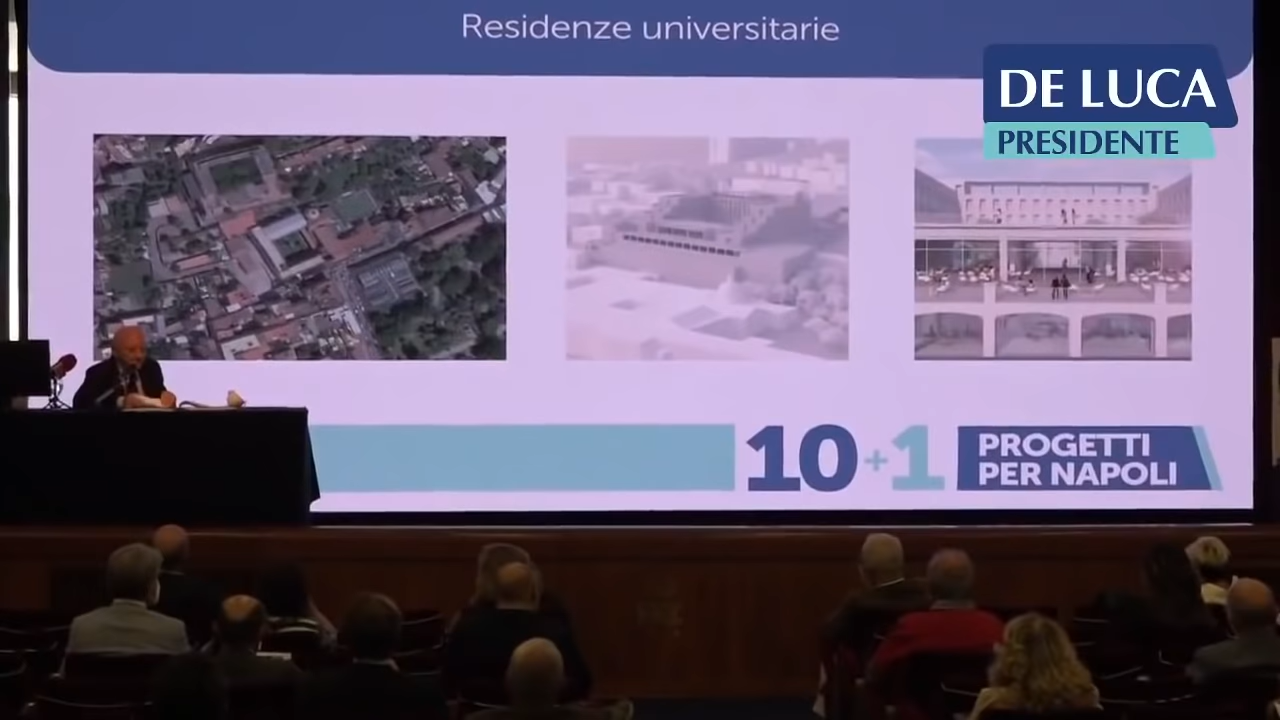 Residenze universitarie
DE LUCA
PRESIDENTE
10+1
PROGETTI
PER NAPOLI